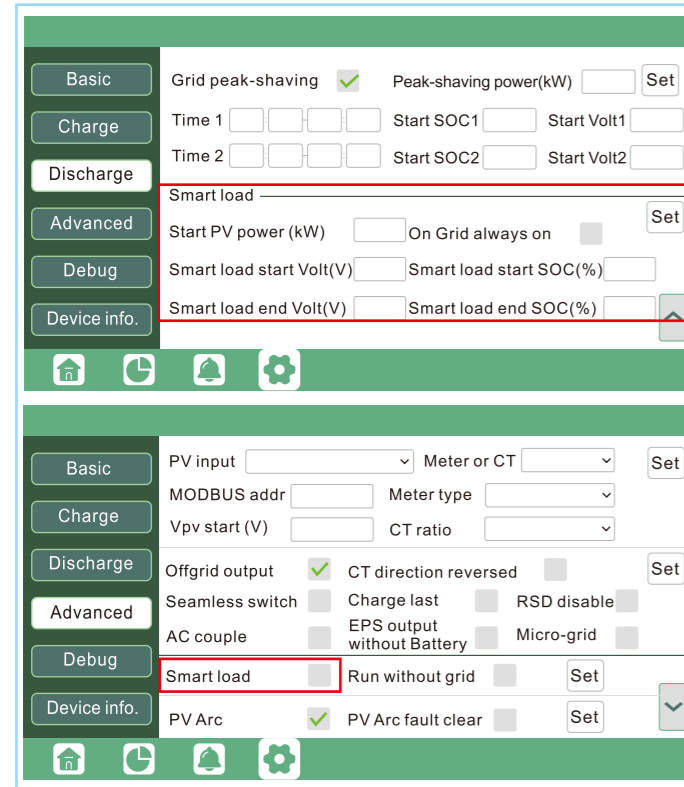 Basic
Charge
Discharge
Advanced
Debug
Device info.
Grid peak-shaving Peak-shaving power(kW) Set
Time 1 : - : Start SOC1 Start Volt1
Time 2 : - : Start SOC2 Start Volt2
Smart load
Set
Start PV power (kW) On Grid always on
Smart load start Volt(V) Smart load start SOC(%)
Smart load end Volt(V) Smart load end SOC(%)
Basic
Charge
Discharge
Advanced
Debug
Device info.
PV input Meter or CT Set
MODBUS addr Meter type
Vpv start (V) CT ratio
Offgrid output CT direction reversed Set
Seamless switch Charge last RSD disable
AC couple EPS output
without Battery Micro-grid
Smart load Run without grid Set
PV Arc PV Arc fault clear Set